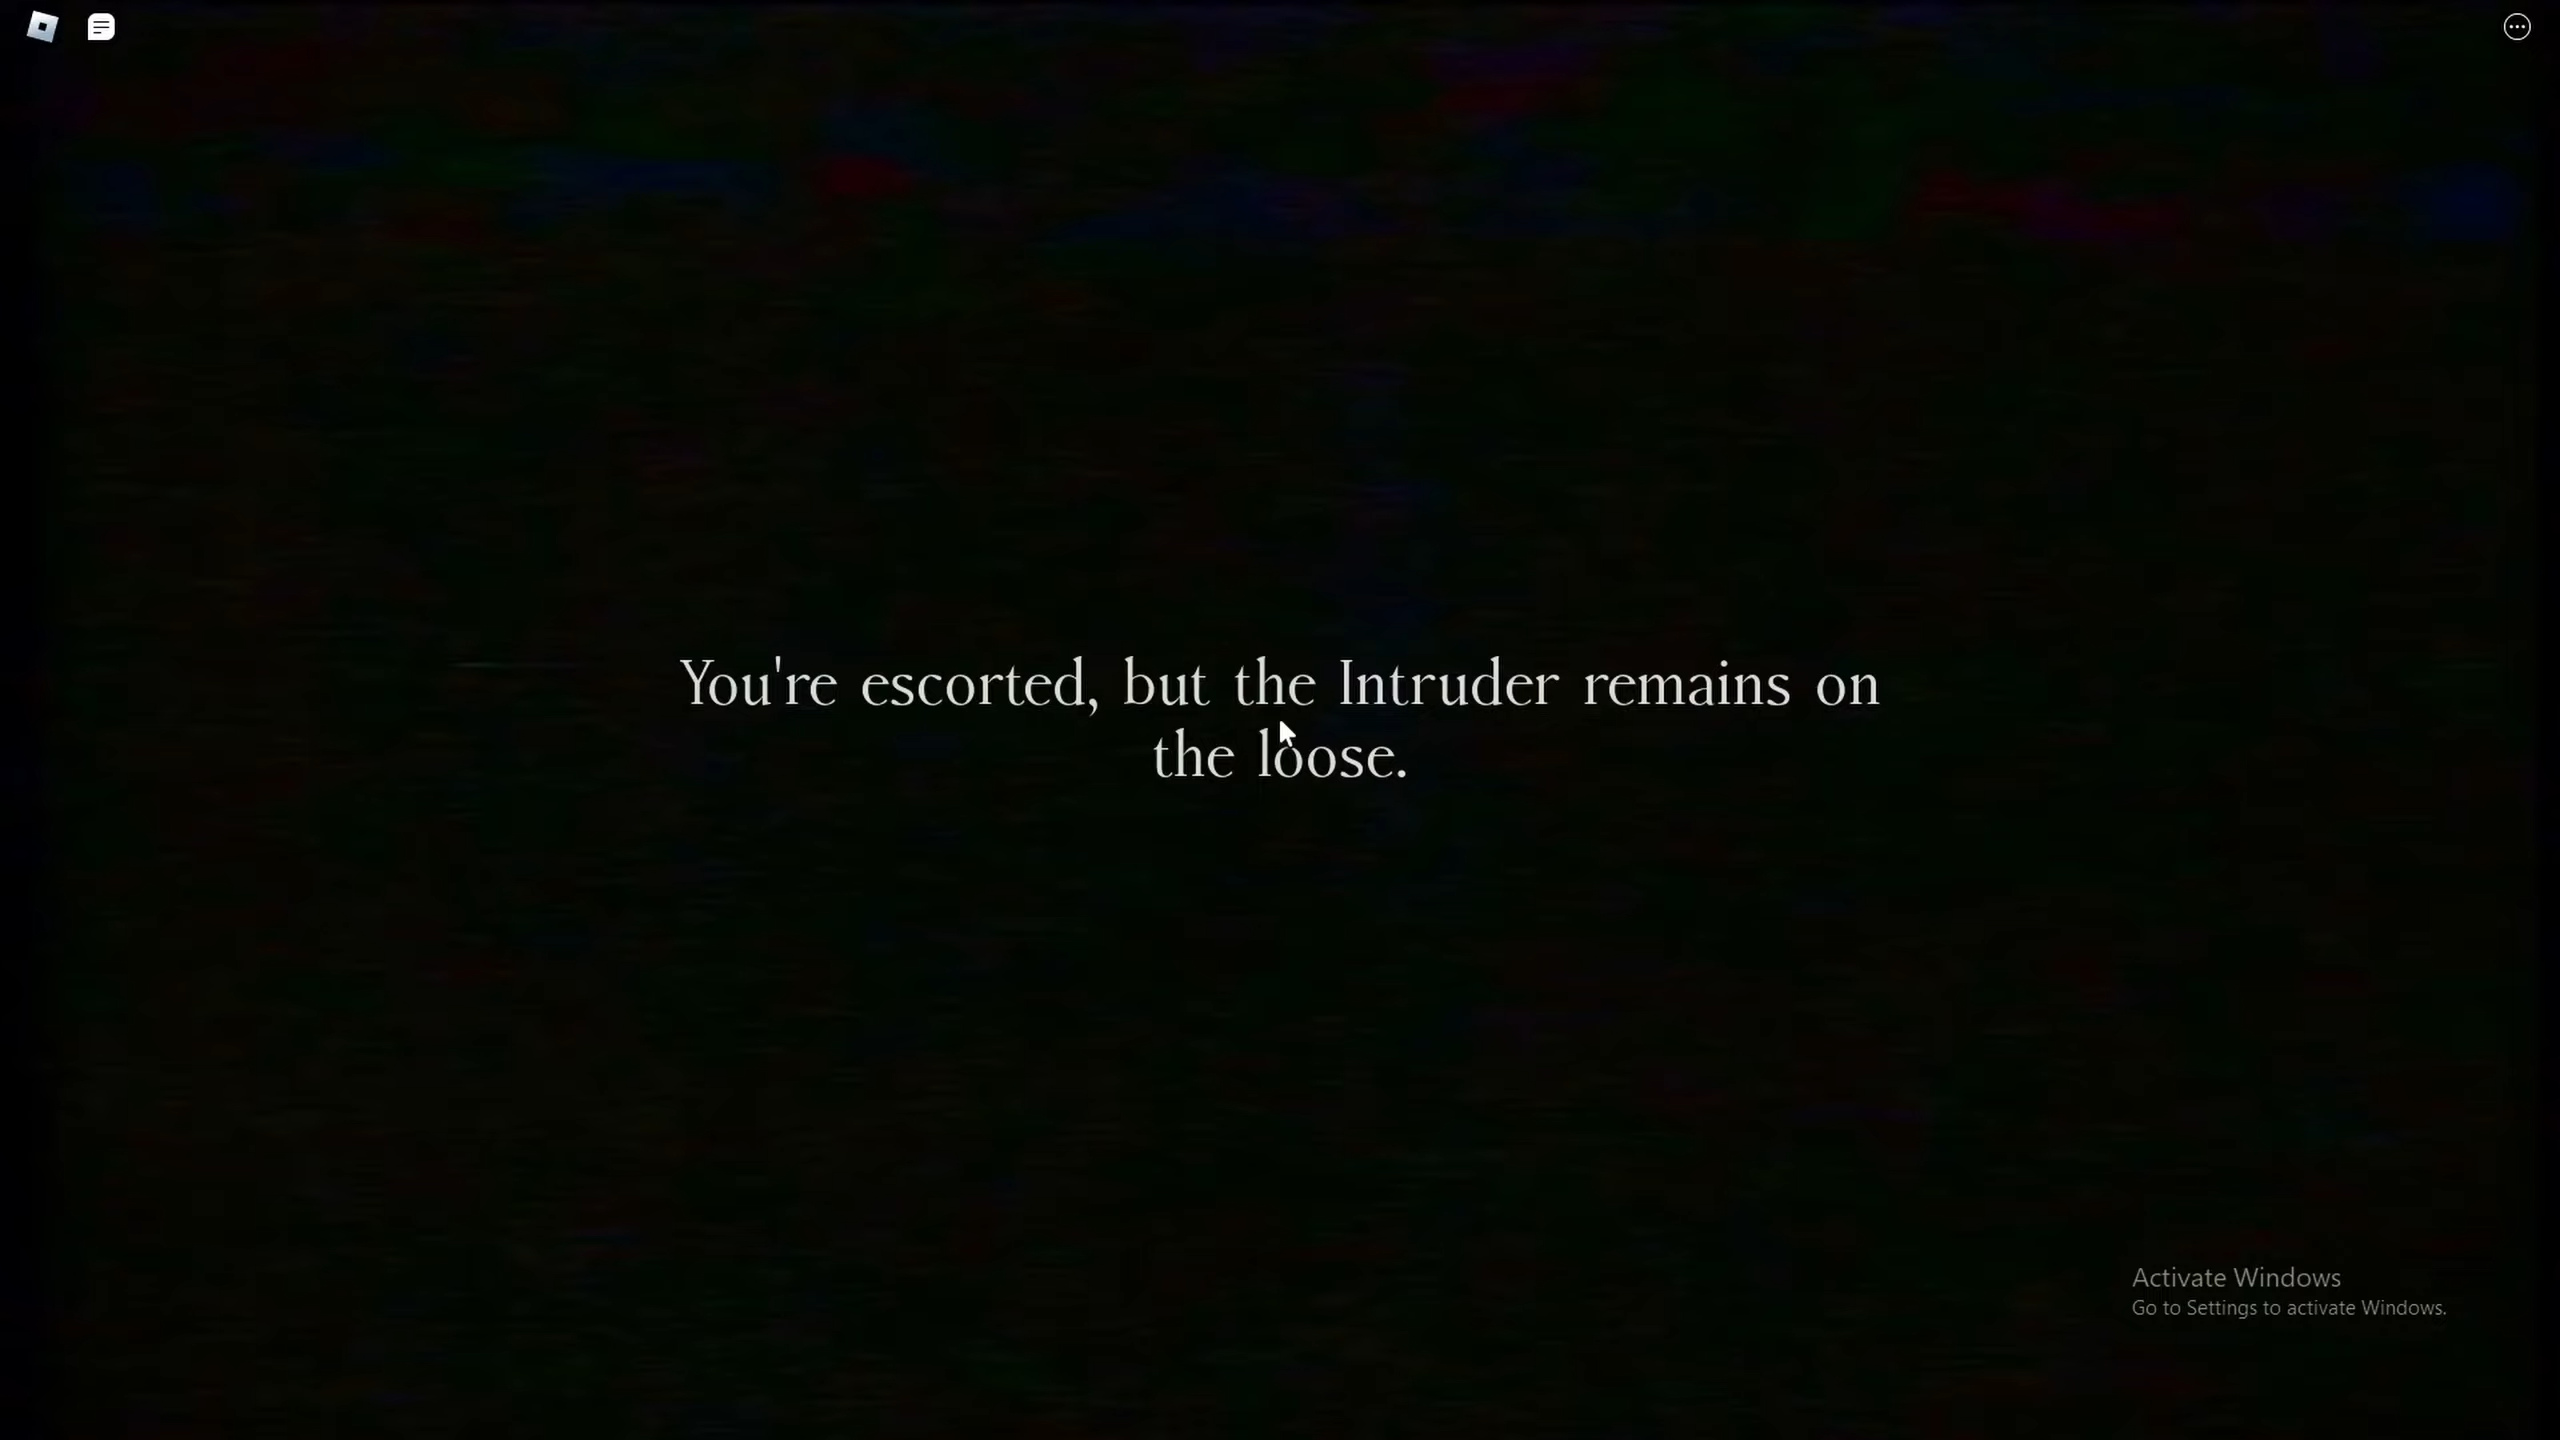 You're escorted, but the Intruder remains on
the loose.
Activate Windows
Go to Settings to activate Windows.